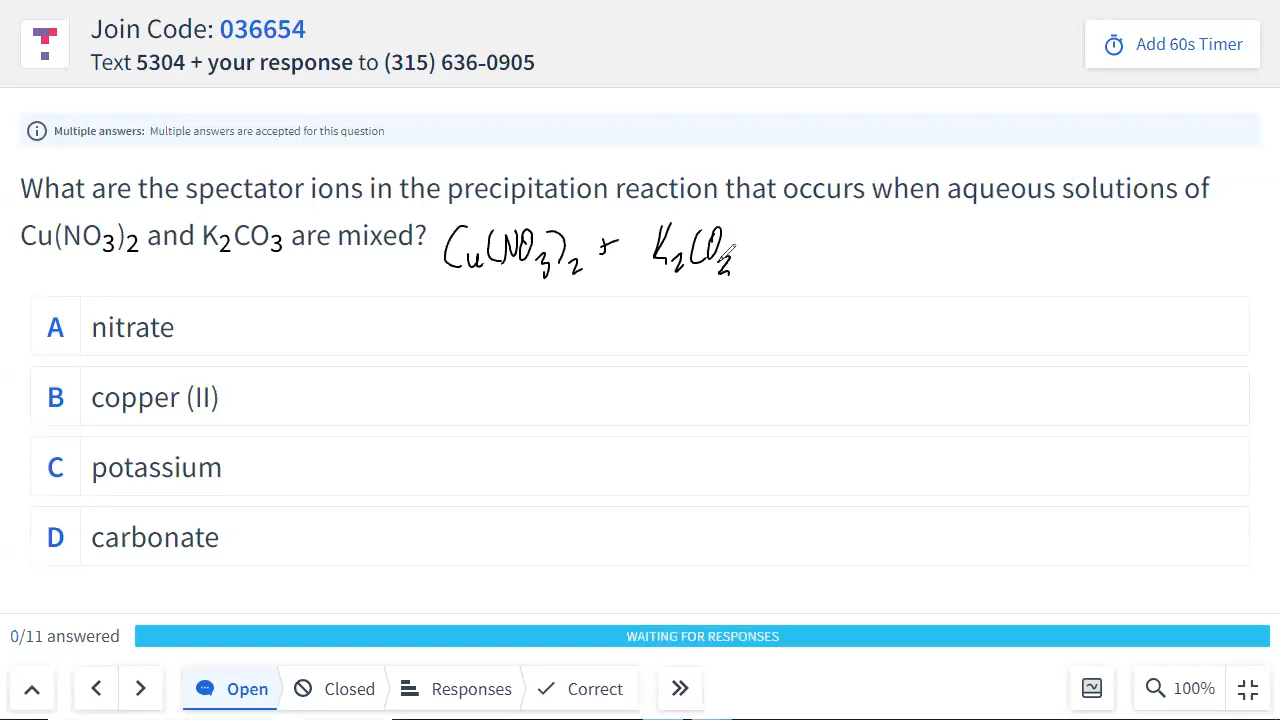 Join Code: 036654
Text 5304 + your response to (315) 636-0905
Add 60s Timer
Multiple answers: Multiple answers are accepted for this question
What are the spectator ions in the precipitation reaction that occurs when aqueous solutions of
Cu(NO₃)₂ and K₂CO₃ are mixed? Cu(NO₃)₂ + K₂CO
A nitrate
B copper (II)
C potassium
D carbonate
0/11 answered
WAITING FOR RESPONSES
Open
Closed
Responses
Correct
100%